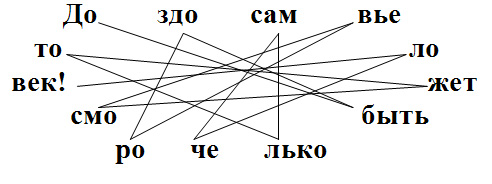 До здо сам вье
то ло
век! жет
смо быть
ро че лько